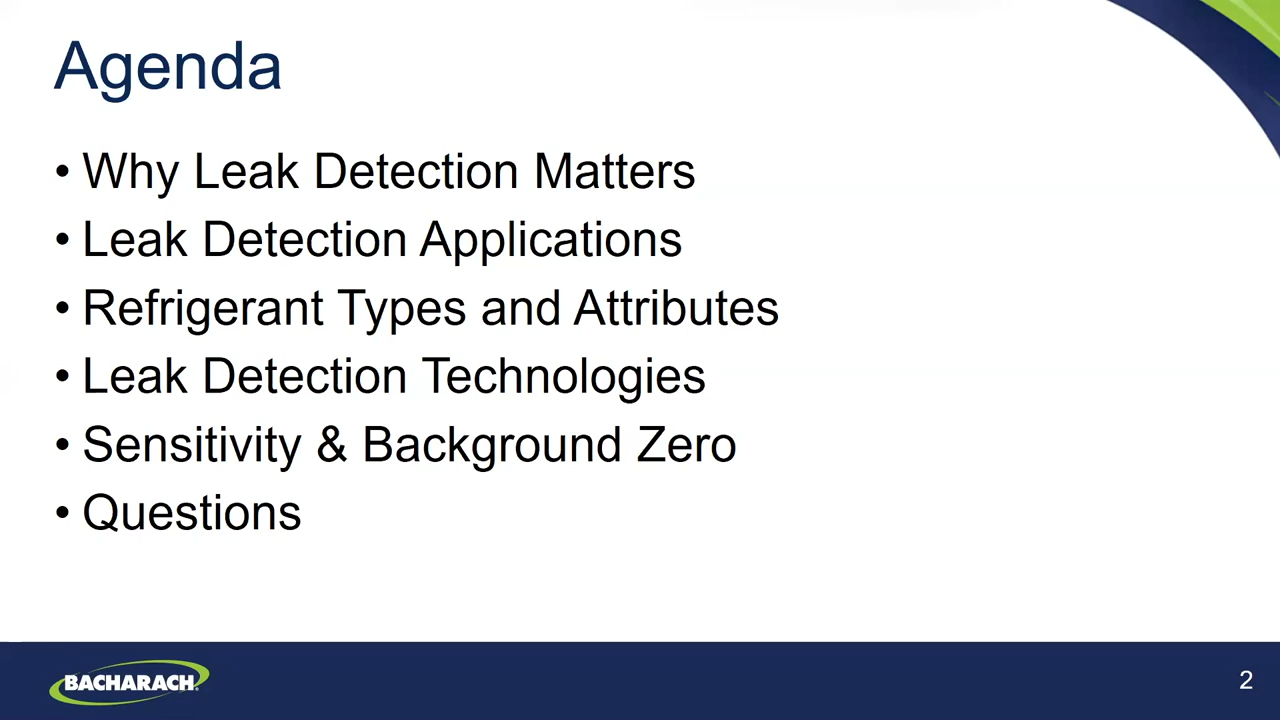 Agenda
• Why Leak Detection Matters
• Leak Detection Applications
• Refrigerant Types and Attributes
• Leak Detection Technologies
• Sensitivity & Background Zero
• Questions
BACHARACH®
2